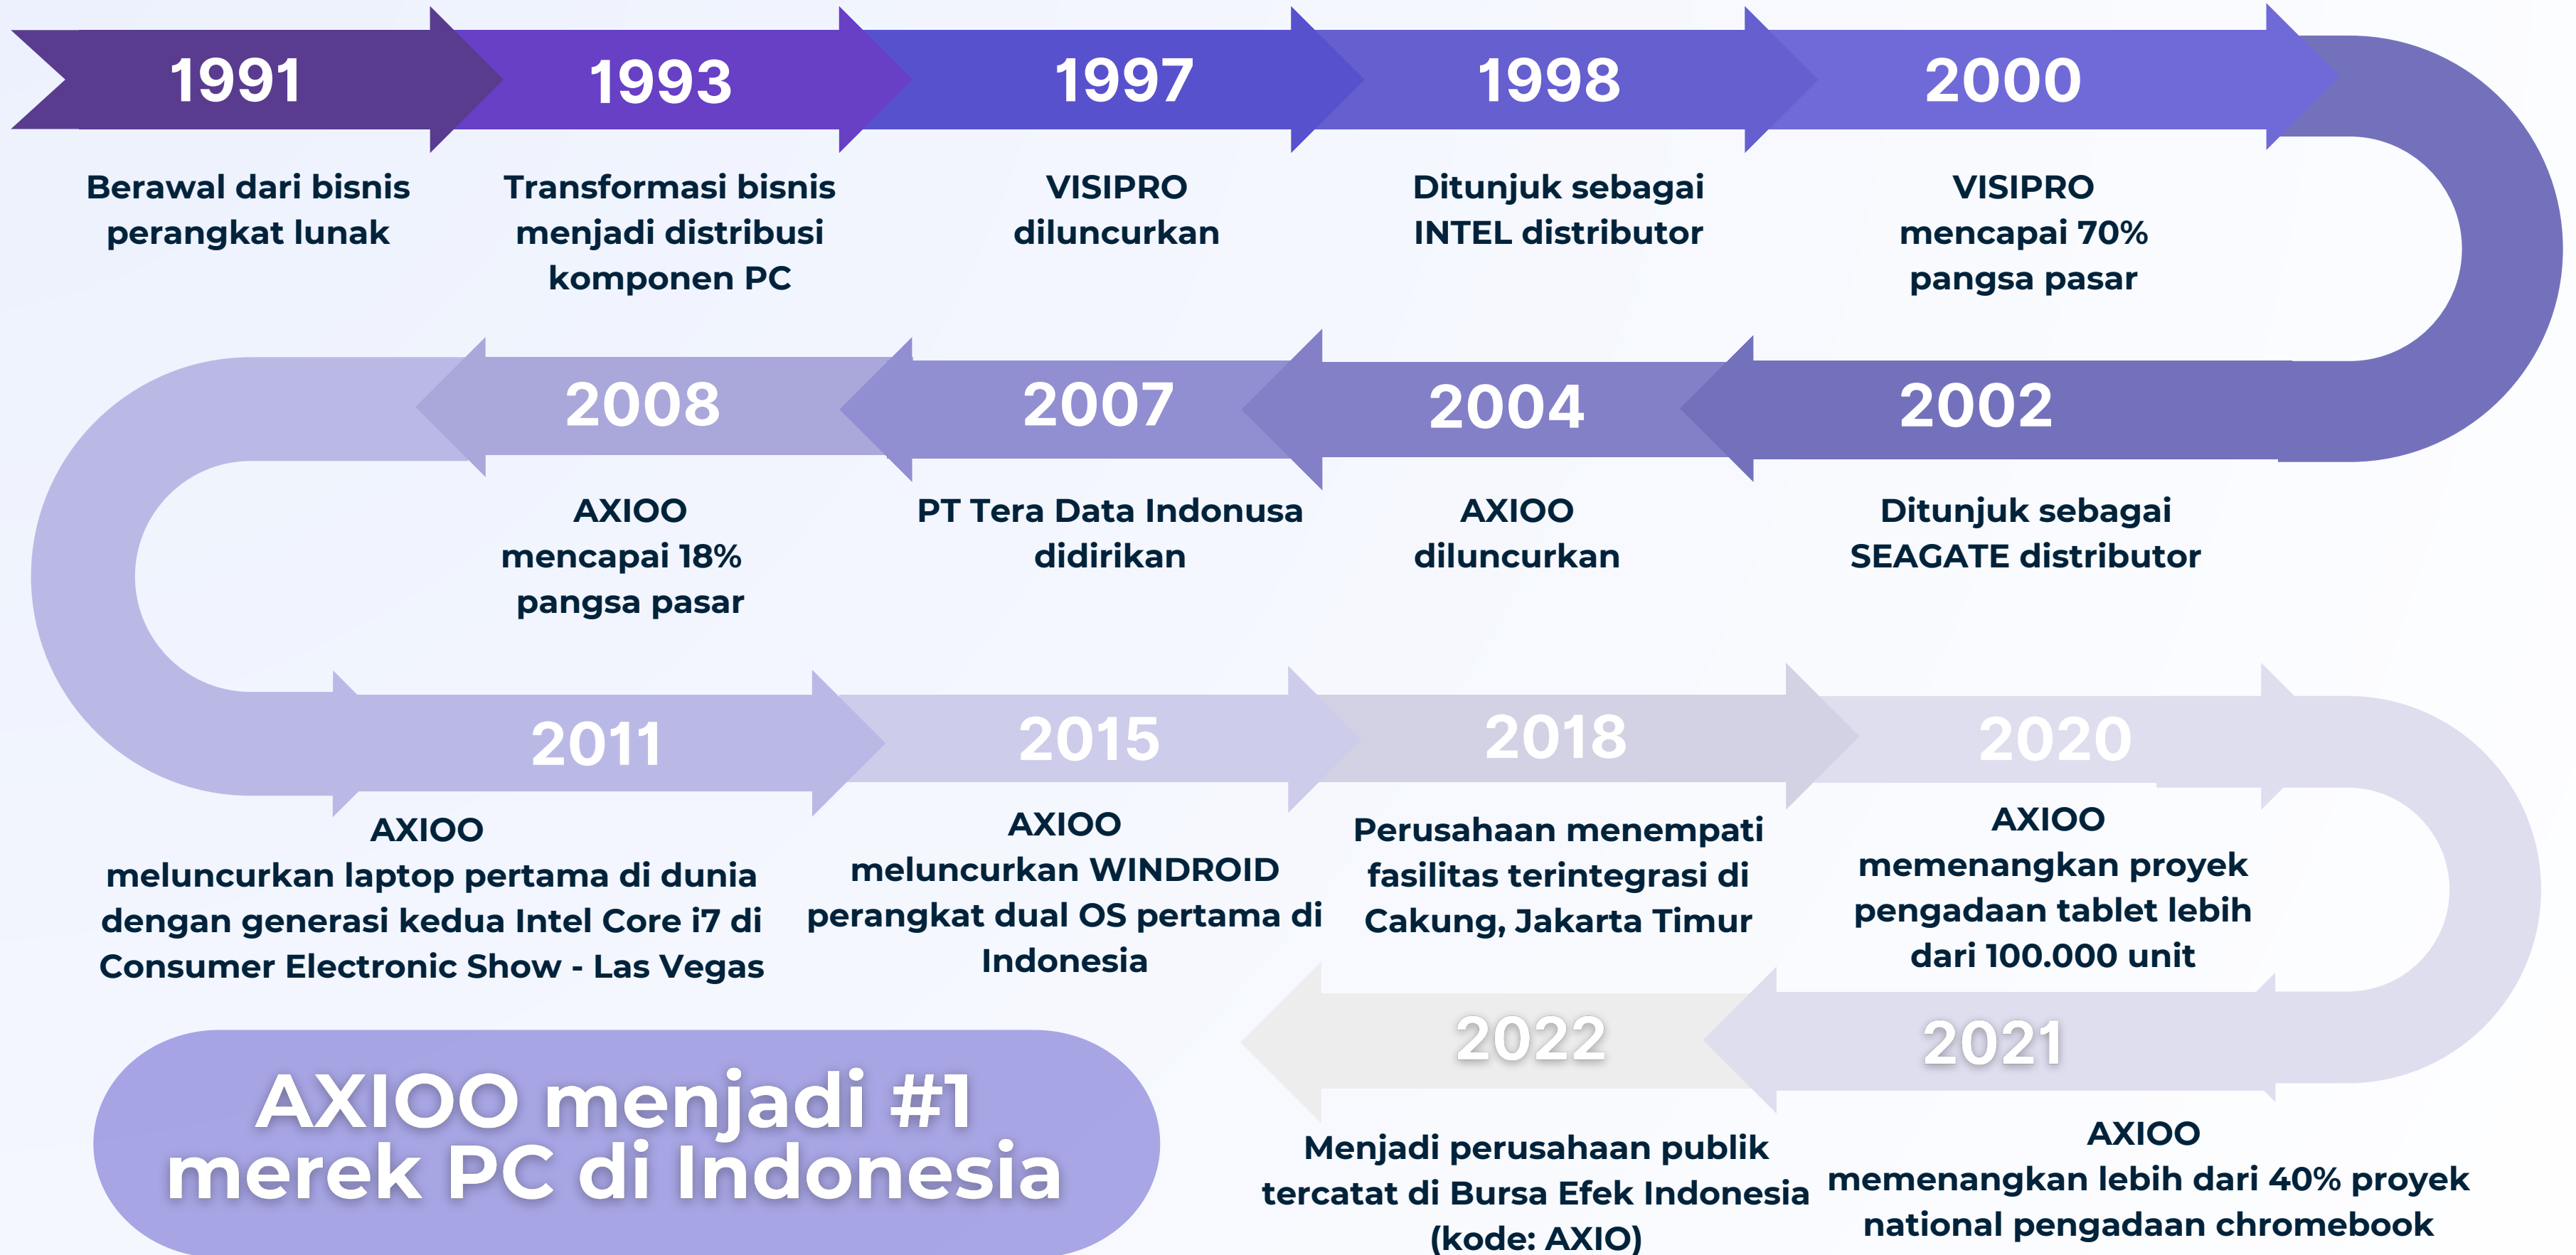 1991
Berawal dari bisnis
perangkat lunak
1993
Transformasi bisnis
menjadi distribusi
komponen PC
1997
VISIPRO
diluncurkan
1998
Ditunjuk sebagai
INTEL distributor
2000
VISIPRO
mencapai 70%
pangsa pasar
2002
Ditunjuk sebagai
SEAGATE distributor
2004
AXIOO
diluncurkan
2007
PT Tera Data Indonusa
didirikan
2008
AXIOO
mencapai 18%
pangsa pasar
2011
AXIOO
meluncurkan laptop pertama di dunia
dengan generasi kedua Intel Core i7 di
Consumer Electronic Show - Las Vegas
2015
AXIOO
meluncurkan WINDROID
perangkat dual OS pertama di
Indonesia
2018
Perusahaan menempati
fasilitas terintegrasi di
Cakung, Jakarta Timur
2020
AXIOO
memenangkan proyek
pengadaan tablet lebih
dari 100.000 unit
2021
AXIOO
memenangkan lebih dari 40% proyek
national pengadaan chromebook
2022
Menjadi perusahaan publik
tercatat di Bursa Efek Indonesia
(kode: AXIO)
AXIOO menjadi #1
merek PC di Indonesia